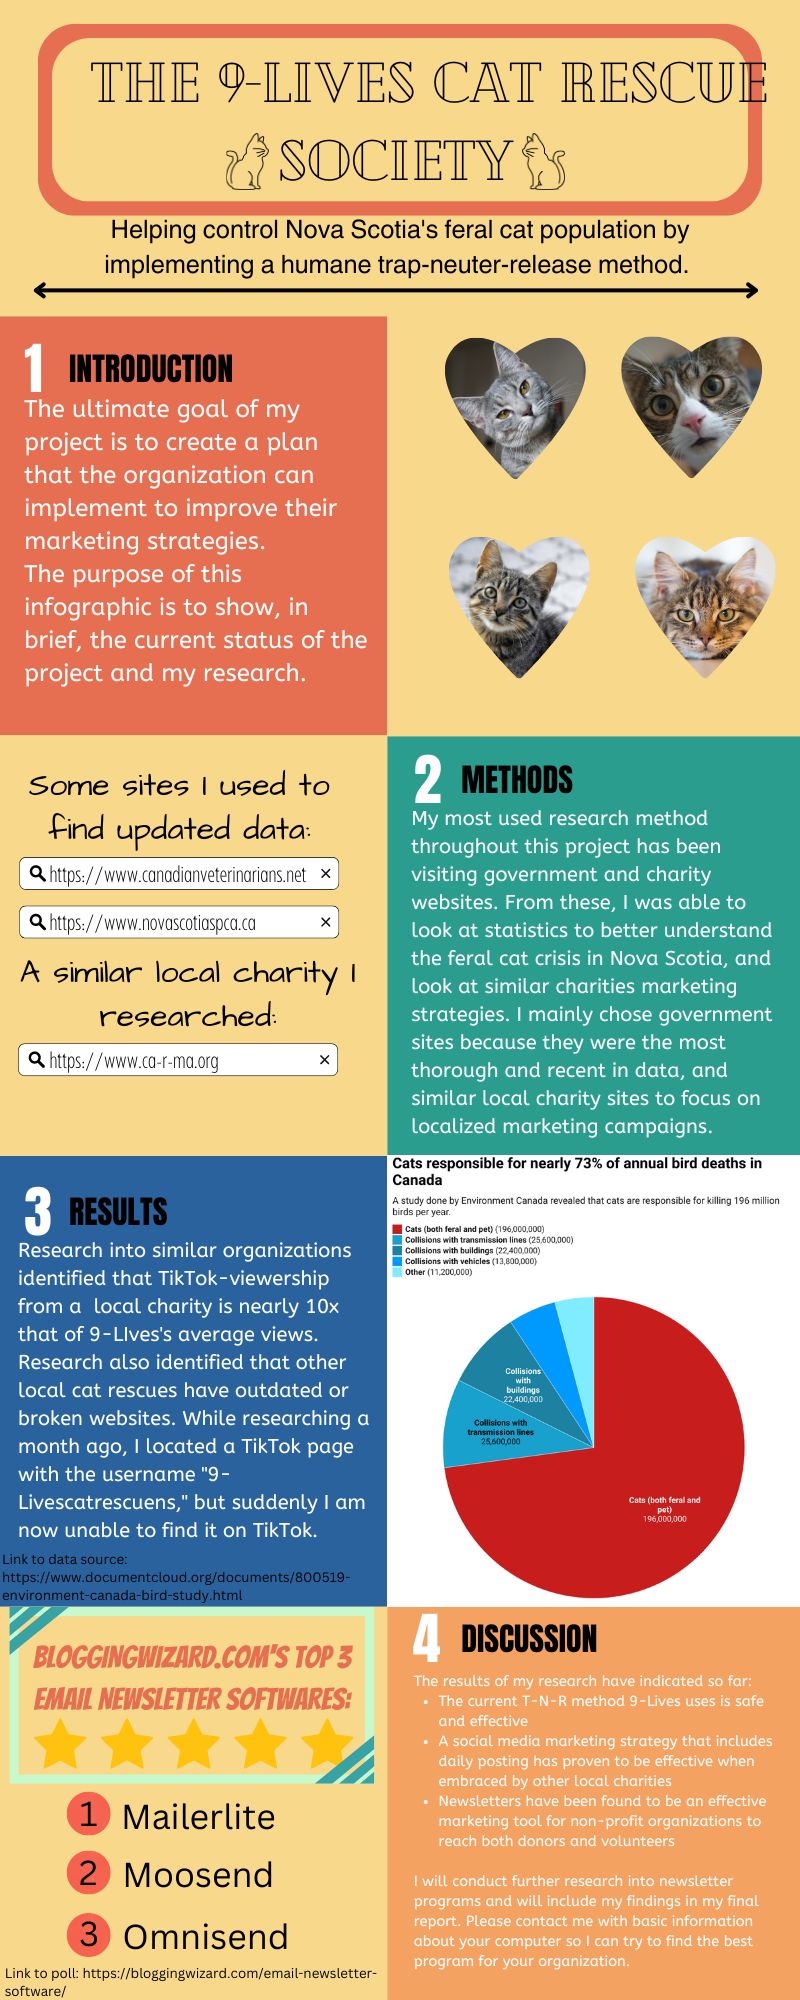 THE 9-LIVES CAT RESCUE
SOCIETY
Helping control Nova Scotia's feral cat population by
implementing a humane trap-neuter-release method.
1 INTRODUCTION
The ultimate goal of my
project is to create a plan
that the organization can
implement to improve their
marketing strategies.
The purpose of this
infographic is to show, in
brief, the current status of the
project and my research.
Some sites I used to
find updated data:
https://www.canadianveterinarians.net ×
https://www.novascotiaspca.ca ×
A similar local charity I
researched:
https://www.ca-r-ma.org ×
2 METHODS
My most used research method
throughout this project has been
visiting government and charity
websites. From these, I was able to
look at statistics to better understand
the feral cat crisis in Nova Scotia, and
look at similar charities marketing
strategies. I mainly chose government
sites because they were the most
thorough and recent in data, and
similar local charity sites to focus on
localized marketing campaigns.
3 RESULTS
Research into similar organizations
identified that TikTok-viewership
from a  local charity is nearly 10x
that of 9-LIves's average views.
Research also identified that other
local cat rescues have outdated or
broken websites. While researching a
month ago, I located a TikTok page
with the username "9-
Livescatrescuens," but suddenly I am
now unable to find it on TikTok.
Link to data source:
https://www.documentcloud.org/documents/800519-
environment-canada-bird-study.html
Cats responsible for nearly 73% of annual bird deaths in
Canada
A study done by Environment Canada revealed that cats are responsible for killing 196 million
birds per year.
Cats (both feral and pet) (196,000,000)
Collisions with transmission lines (25,600,000)
Collisions with buildings (22,400,000)
Collisions with vehicles (13,800,000)
Other (11,200,000)
Collisions
with
buildings
22,400,000
Collisions with
transmission lines
25,600,000
Cats (both feral and
pet)
196,000,000
BLOGGINGWIZARD.COM'S TOP 3
EMAIL NEWSLETTER SOFTWARES:
1 Mailerlite
2 Moosend
3 Omnisend
Link to poll: https://bloggingwizard.com/email-newsletter-
software/
4 DISCUSSION
The results of my research have indicated so far:
• The current T-N-R method 9-Lives uses is safe
and effective
• A social media marketing strategy that includes
daily posting has proven to be effective when
embraced by other local charities
• Newsletters have been found to be an effective
marketing tool for non-profit organizations to
reach both donors and volunteers
I will conduct further research into newsletter
programs and will include my findings in my final
report. Please contact me with basic information
about your computer so I can try to find the best
program for your organization.